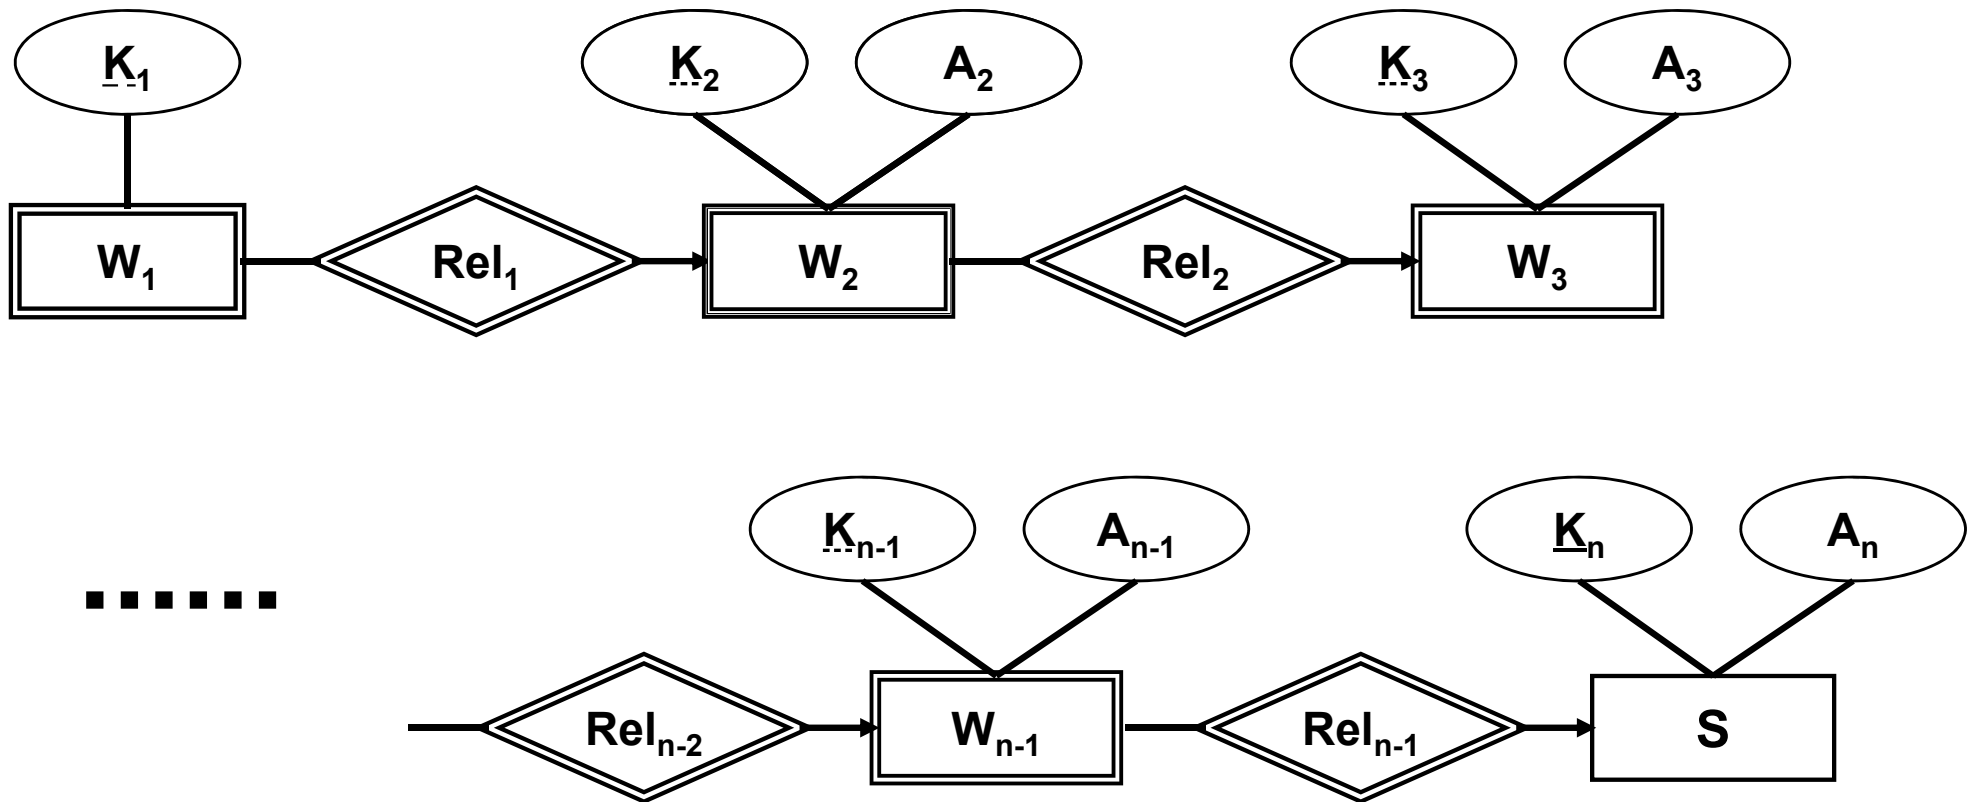 K₁ K₂ A₂ K₃ A₃
W₁ Rel₁ W₂ Rel₂ W₃
Kₙ₋₁ Aₙ₋₁ Kₙ Aₙ
Relₙ₋₂ Wₙ₋₁ Relₙ₋₁ S